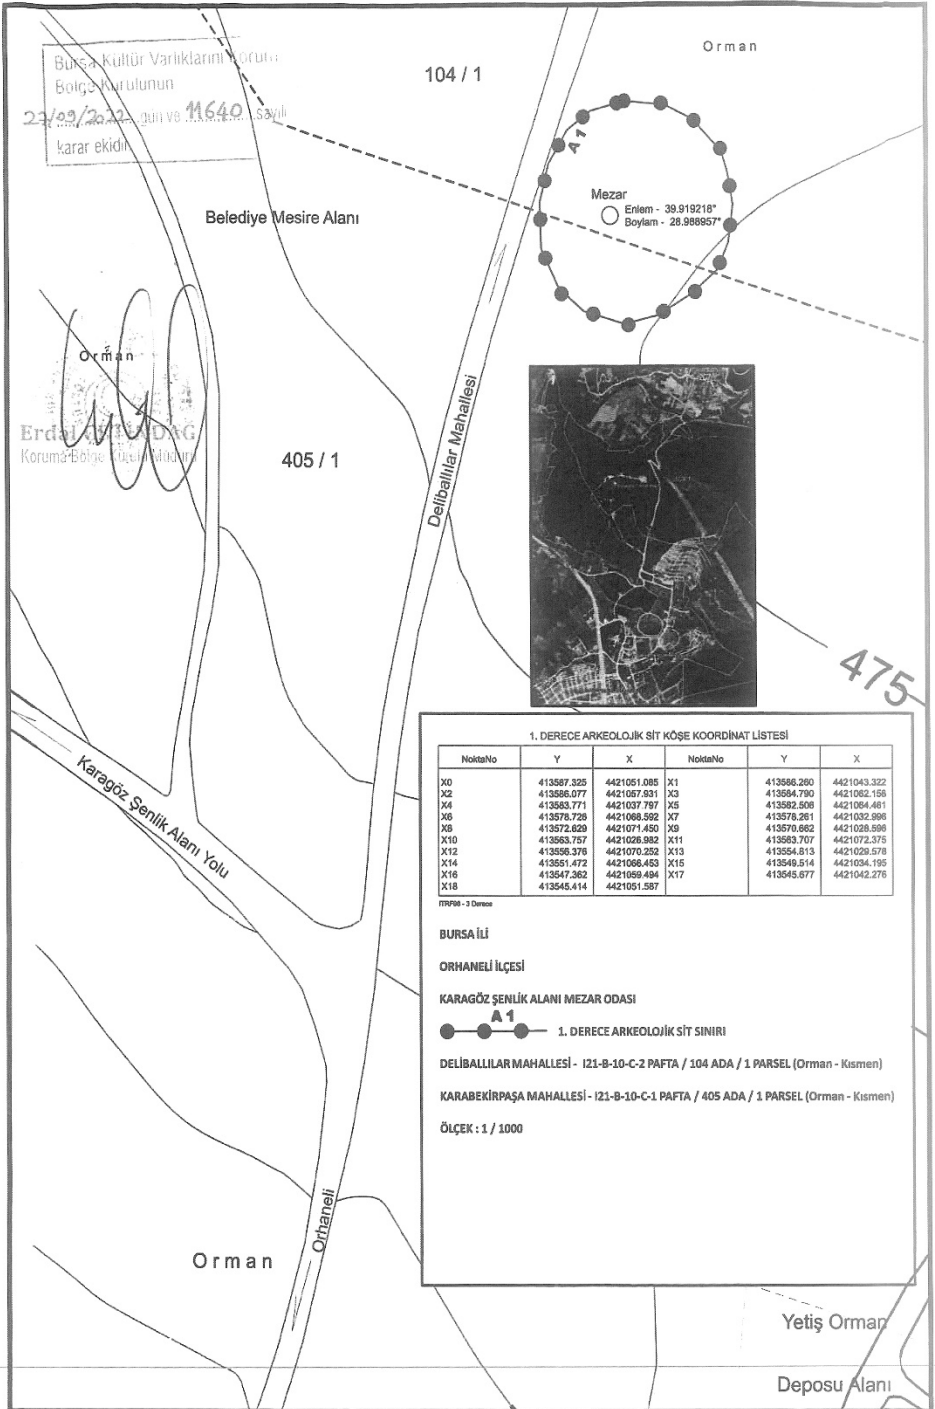 Bursa Kültür Varlıklarını Koruma
Bölge Kurulunun
gün ve 11640 sayılı
karar ekidir
104 / 1
Orman
A 1
Mezar
Enlem - 39.919218°
Boylam - 28.988957°
Belediye Mesire Alanı
Orman
Erdal
Koruma Bölge Kurulu Müdürü
405 / 1
Deliballılar Mahallesi
475
Karagöz Şenlik Alanı Yolu
1. DERECE ARKEOLOJİK SİT KÖŞE KOORDİNAT LİSTESİ
NoktaNo Y X NoktaNo Y X
X0 413587.325 4421051.085 X1 413586.260 4421043.322
X2 413586.077 4421057.931 X3 413584.790 4421062.156
X4 413583.771 4421037.797 X5 413582.506 4421064.461
X6 413578.726 4421068.592 X7 413578.261 4421032.996
X8 413572.629 4421071.450 X9 413570.662 4421028.596
X10 413563.757 4421026.982 X11 413563.707 4421072.375
X12 413556.376 4421070.252 X13 413554.813 4421029.578
X14 413551.472 4421066.453 X15 413549.514 4421034.195
X16 413547.362 4421059.494 X17 413545.677 4421042.276
X18 413545.414 4421051.587
ITRF96 - 3 Derece
BURSA İLİ
ORHANELİ İLÇESİ
KARAGÖZ ŞENLİK ALANI MEZAR ODASI
A 1
1. DERECE ARKEOLOJİK SİT SINIRI
DELİBALLILAR MAHALLESİ - I21-B-10-C-2 PAFTA / 104 ADA / 1 PARSEL (Orman - Kısmen)
KARABEKİRPAŞA MAHALLESİ - I21-B-10-C-1 PAFTA / 405 ADA / 1 PARSEL (Orman - Kısmen)
ÖLÇEK : 1 / 1000
Orhaneli
Orman
Yetiş Orman
Deposu Alanı